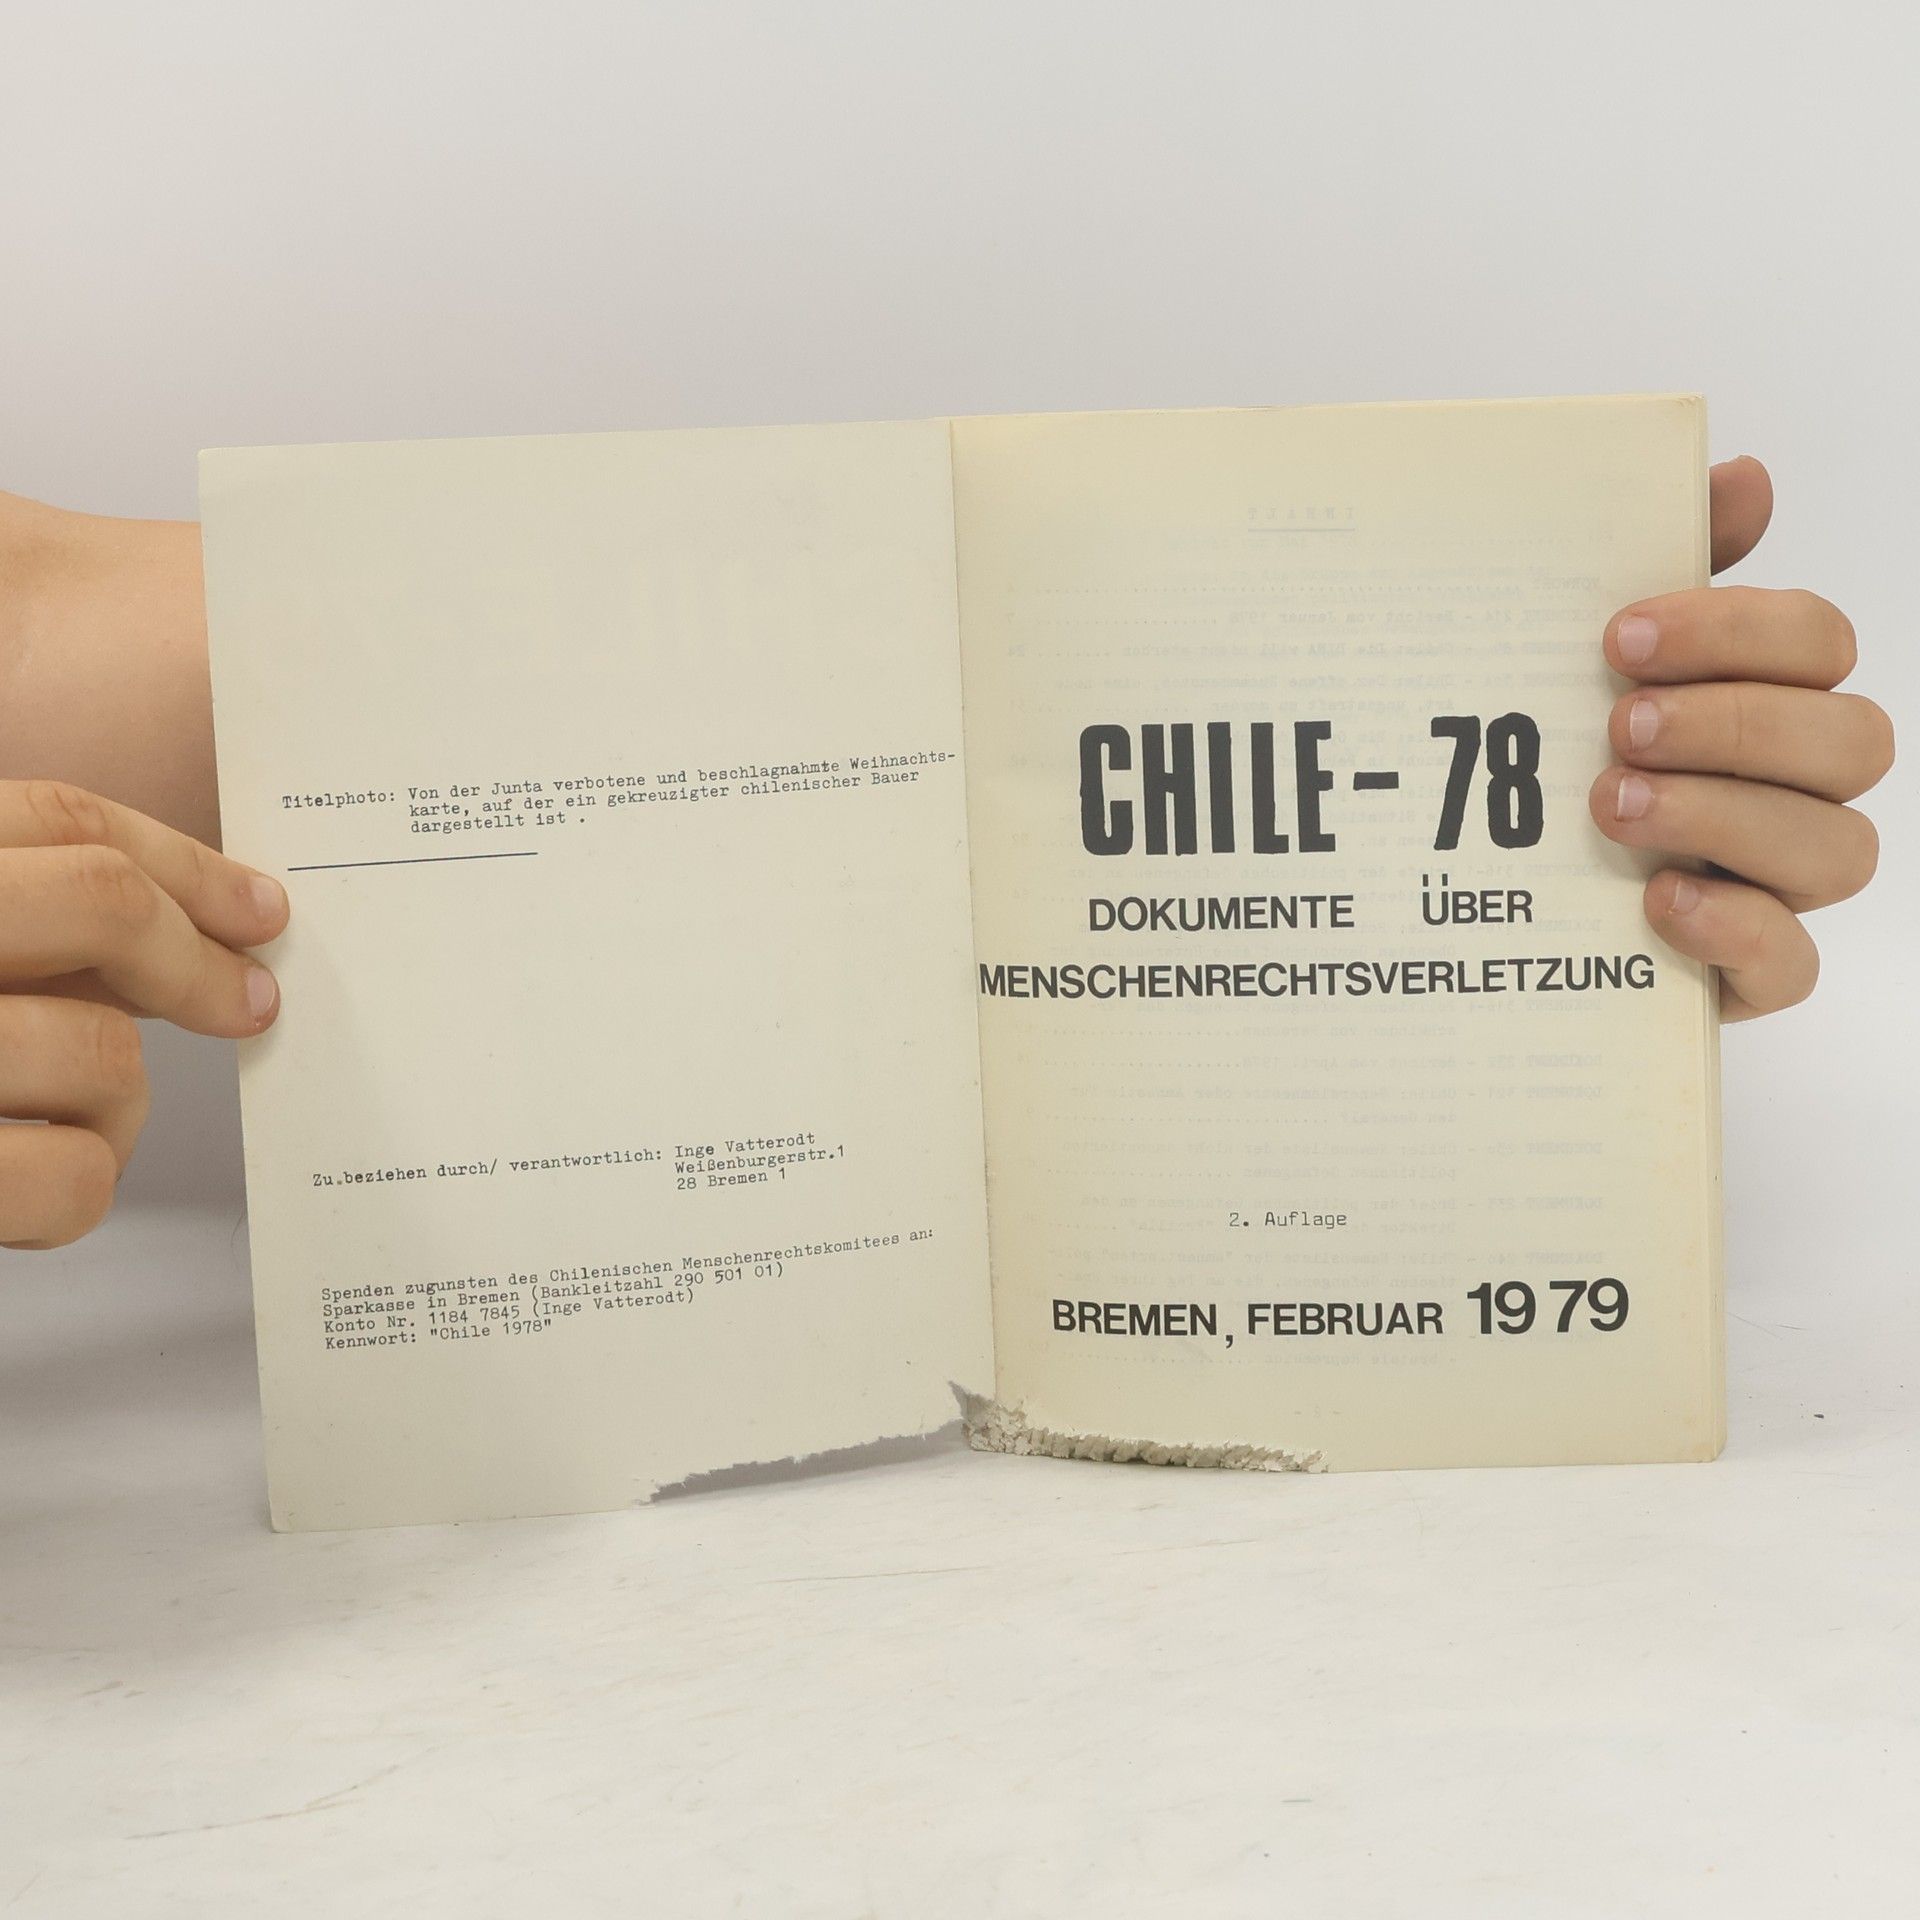 Titelphoto: Von der Junta verbotene und beschlagnahmte Weihnachts-
karte, auf der ein gekreuzigter chilenischer Bauer
dargestellt ist .
Zu.beziehen durch/ verantwortlich: Inge Vatterodt
Weißenburgerstr.1
28 Bremen 1
Spenden zugunsten des Chilenischen Menschenrechtskomitees an:
Sparkasse in Bremen (Bankleitzahl 290 501 01)
Konto Nr. 1184 7845 (Inge Vatterodt)
Kennwort: "Chile 1978"
CHILE-78
DOKUMENTE ÜBER
MENSCHENRECHTSVERLETZUNG
2. Auflage
BREMEN, FEBRUAR 1979